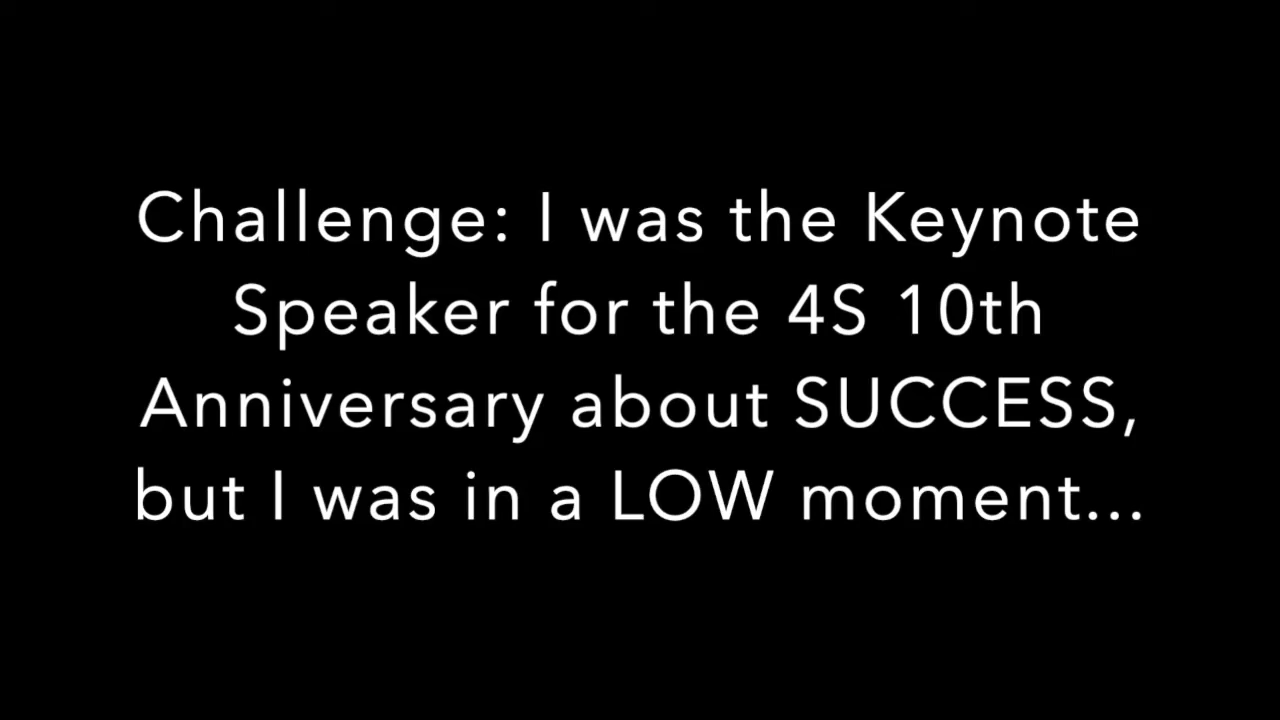 Challenge: I was the Keynote
Speaker for the 4S 10th
Anniversary about SUCCESS,
but I was in a LOW moment...